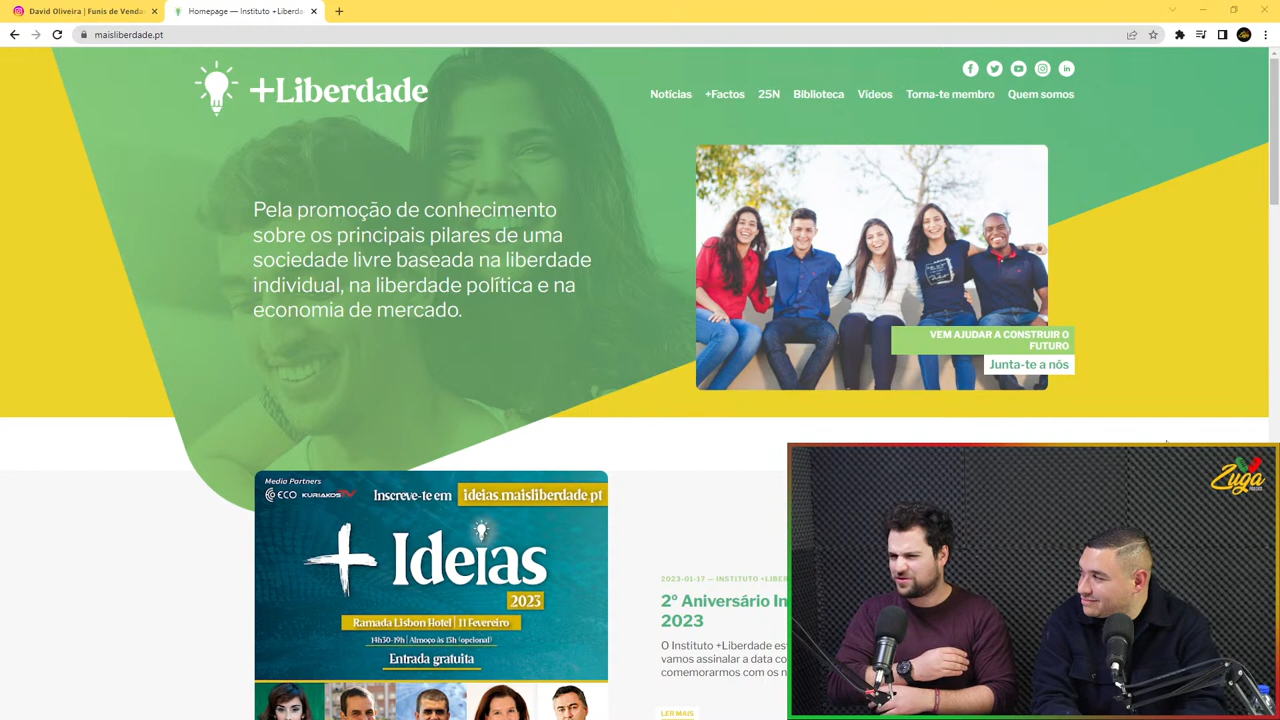 David Oliveira | Funis de Venda
Homepage — Instituto +Liberda
maisliberdade.pt
+Liberdade
Notícias +Factos 25N Biblioteca Vídeos Torna-te membro Quem somos
Pela promoção de conhecimento
sobre os principais pilares de uma
sociedade livre baseada na liberdade
individual, na liberdade política e na
economia de mercado.
VEM AJUDAR A CONSTRUIR O
FUTURO
Junta-te a nós
Media Partners
ECO KURIAKOS TV
Inscreve-te em ideias.maisliberdade.pt
+ Ideias
2023
Ramada Lisbon Hotel | 11 Fevereiro
14h30-19h | Almoço às 13h (opcional)
Entrada gratuita
2023-01-17 — INSTITUTO +LIBER
2º Aniversário In
2023
O Instituto +Liberdade es
vamos assinalar a data co
comemorarmos com os n
LER MAIS
Zuga